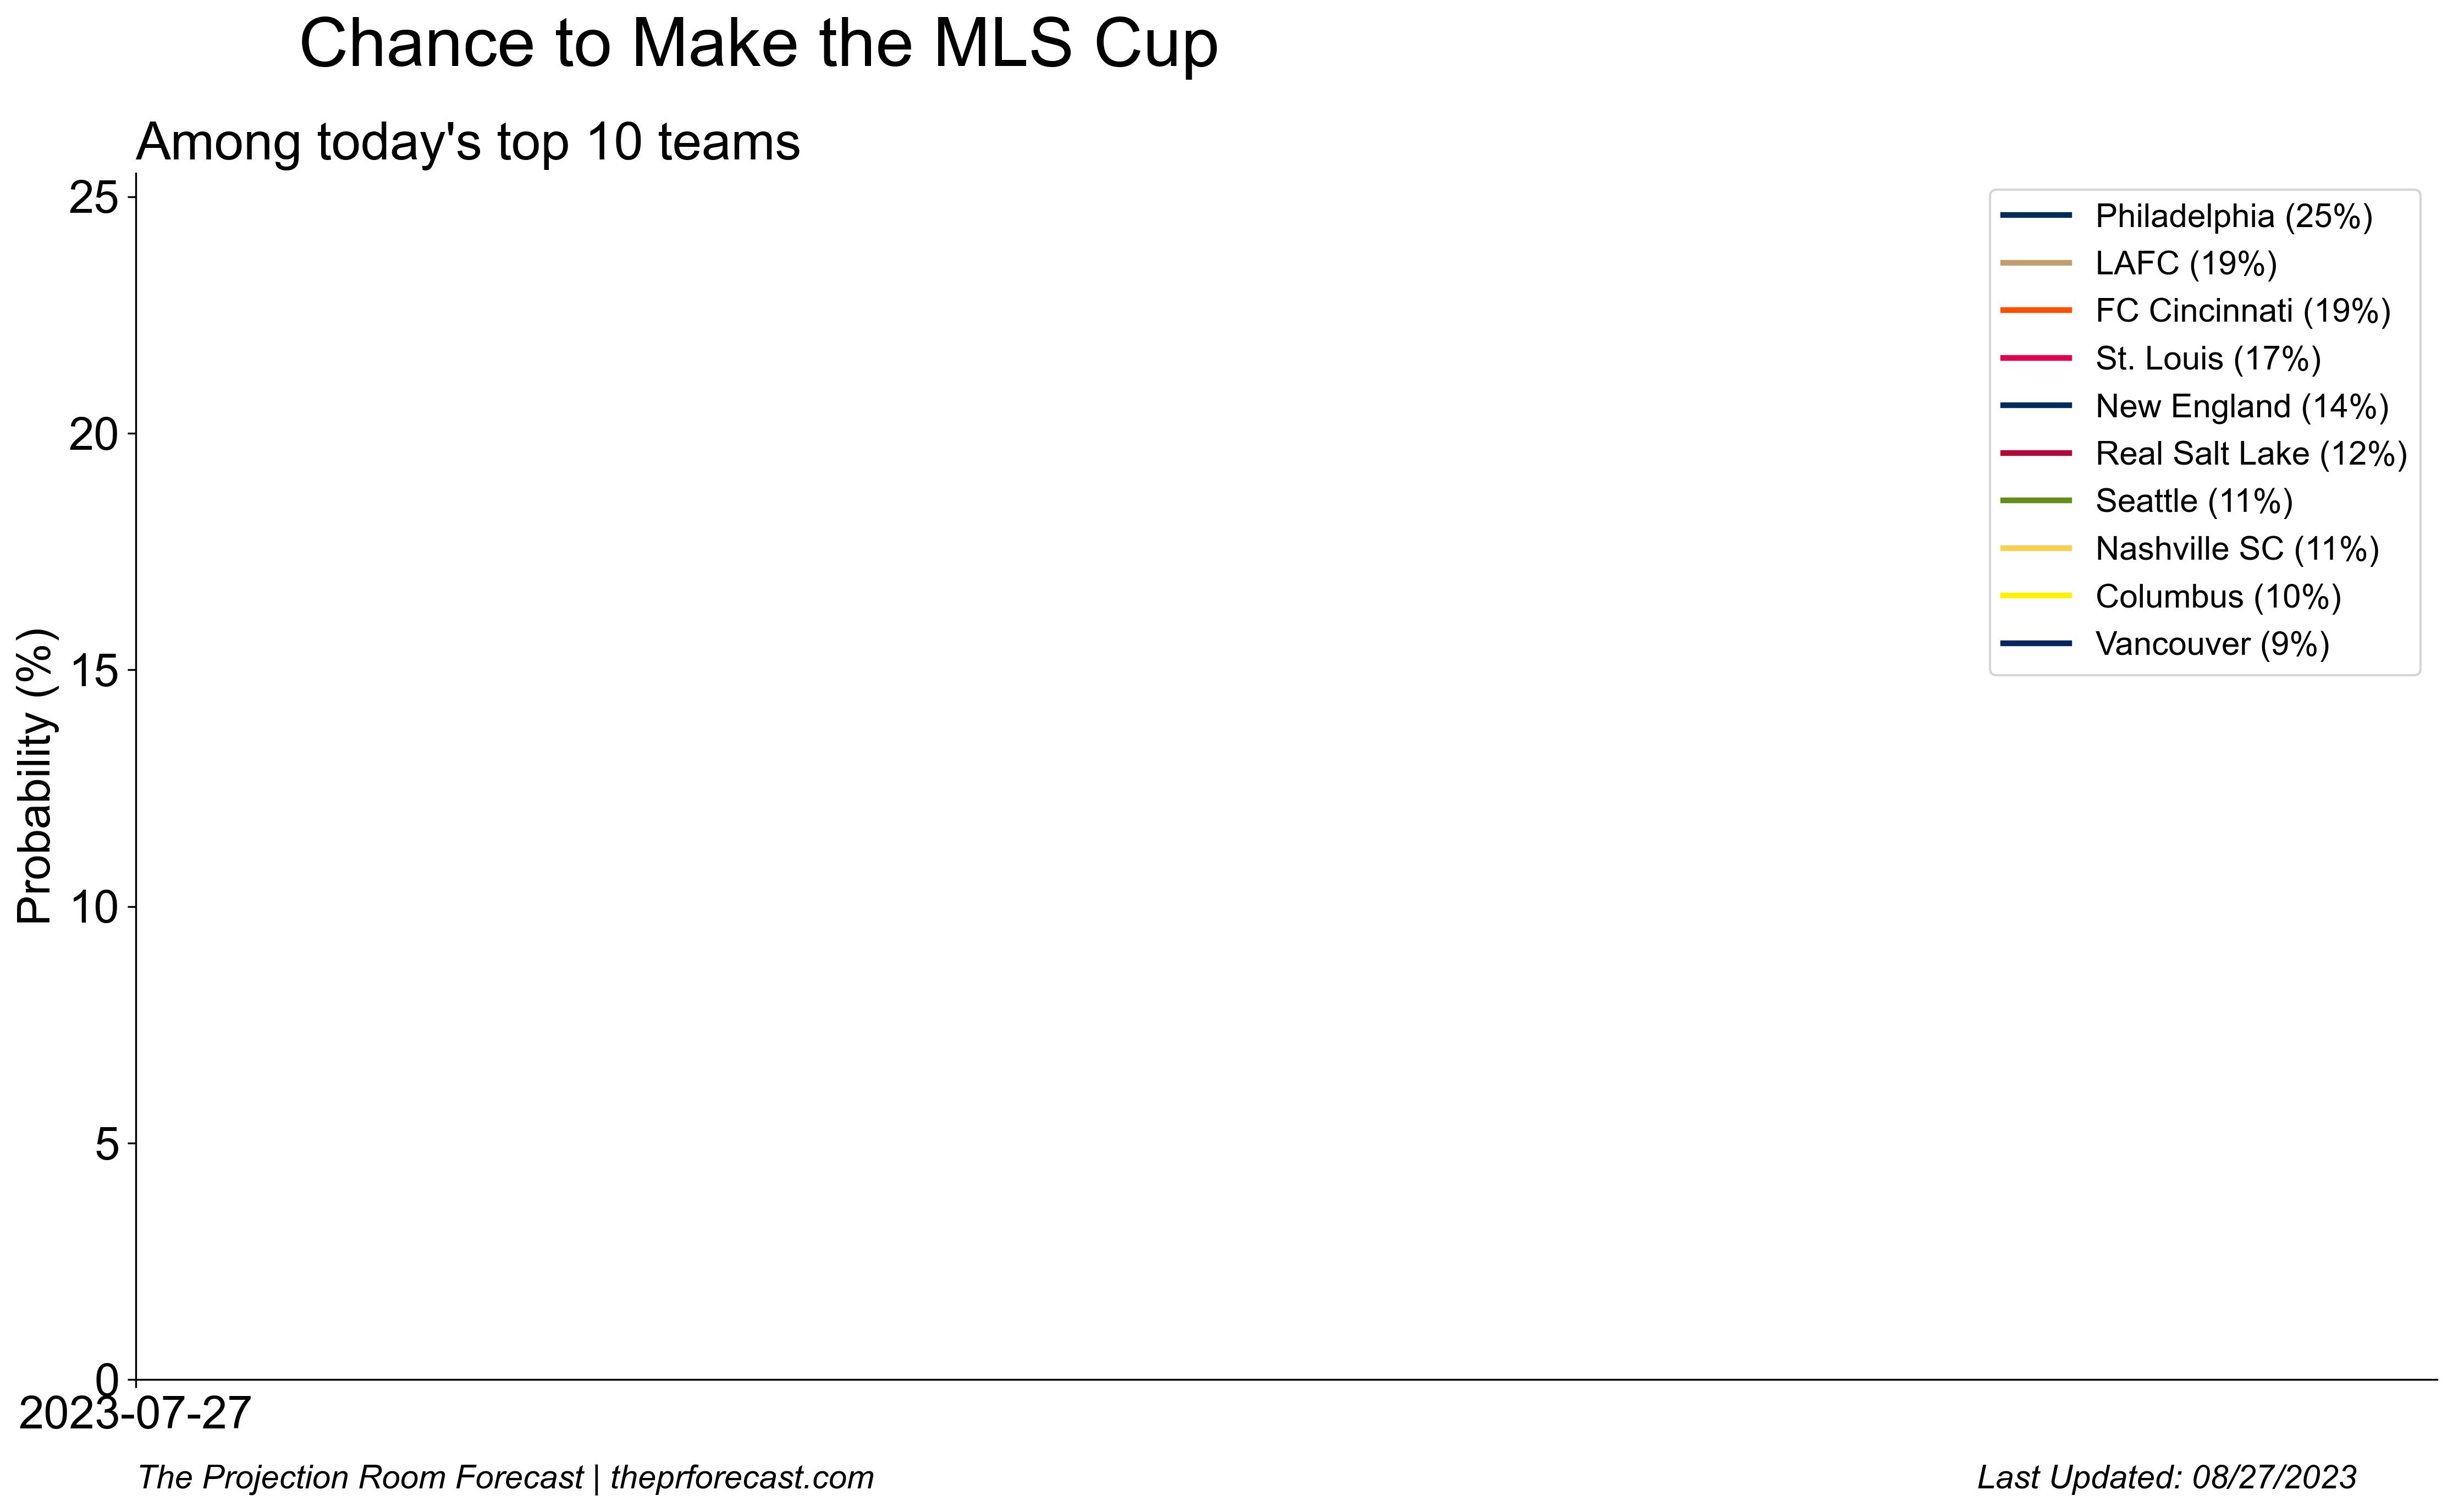 Chance to Make the MLS Cup
Among today's top 10 teams
Probability (%)
25
20
15
10
5
0
2023-07-27
Philadelphia (25%)
LAFC (19%)
FC Cincinnati (19%)
St. Louis (17%)
New England (14%)
Real Salt Lake (12%)
Seattle (11%)
Nashville SC (11%)
Columbus (10%)
Vancouver (9%)
The Projection Room Forecast | theprforecast.com
Last Updated: 08/27/2023